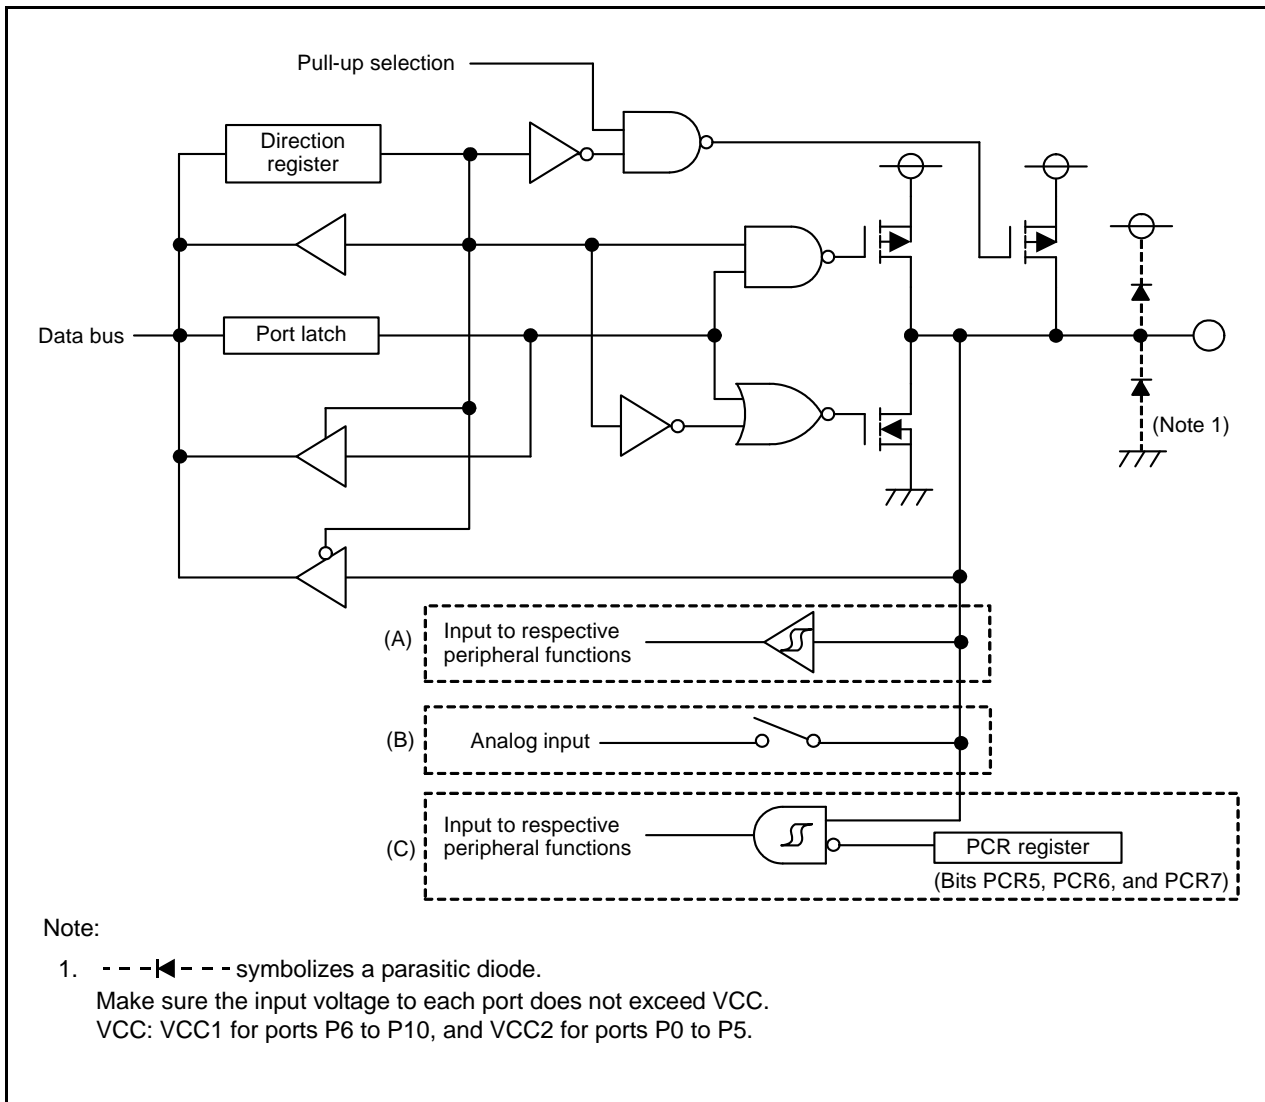 Pull-up selection
Direction
register
Data bus
Port latch
(Note 1)
(A)
Input to respective
peripheral functions
(B)
Analog input
(C)
Input to respective
peripheral functions
PCR register
(Bits PCR5, PCR6, and PCR7)
Note:
1. symbolizes a parasitic diode.
Make sure the input voltage to each port does not exceed VCC.
VCC: VCC1 for ports P6 to P10, and VCC2 for ports P0 to P5.